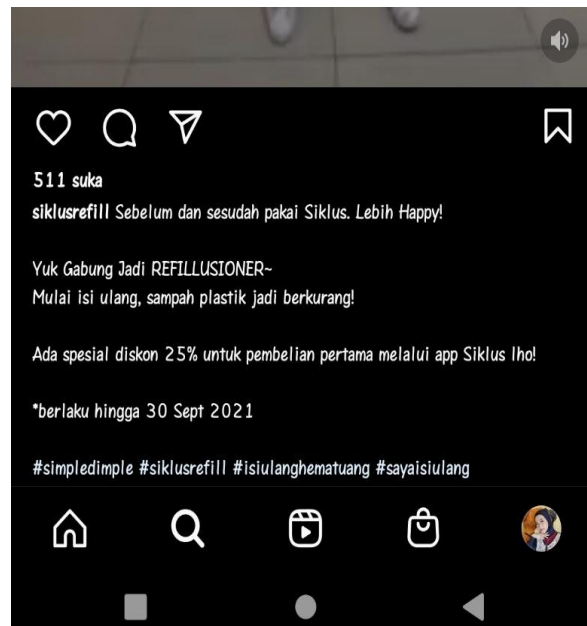 511 suka
siklusrefill Sebelum dan sesudah pakai Siklus. Lebih Happy!
Yuk Gabung Jadi REFILLUSIONER~
Mulai isi ulang, sampah plastik jadi berkurang!
Ada spesial diskon 25% untuk pembelian pertama melalui app Siklus lho!
*berlaku hingga 30 Sept 2021
#simpledimple #siklusrefill #isiulanghematuang #sayaisiulang